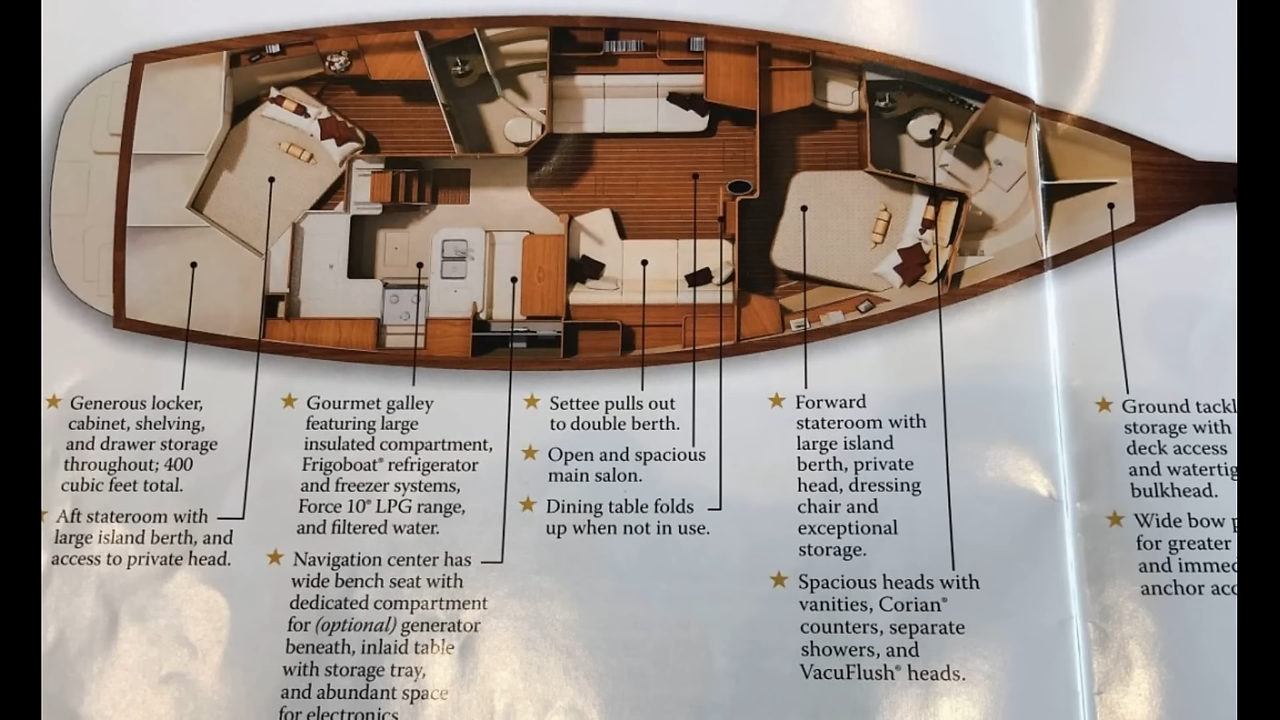 Generous locker,
cabinet, shelving,
and drawer storage
throughout; 400
cubic feet total.
Aft stateroom with
large island berth, and
access to private head.
Gourmet galley
featuring large
insulated compartment,
Frigoboat® refrigerator
and freezer systems,
Force 10® LPG range,
and filtered water.
Navigation center has
wide bench seat with
dedicated compartment
for (optional) generator
beneath, inlaid table
with storage tray,
and abundant space
for electronics
Settee pulls out
to double berth.
Open and spacious
main salon.
Dining table folds
up when not in use.
Forward
stateroom with
large island
berth, private
head, dressing
chair and
exceptional
storage.
Spacious heads with
vanities, Corian®
counters, separate
showers, and
VacuFlush® heads.
Ground
storage with
deck access
and
bulkhead.
Wide bow
for greater
and
anchor